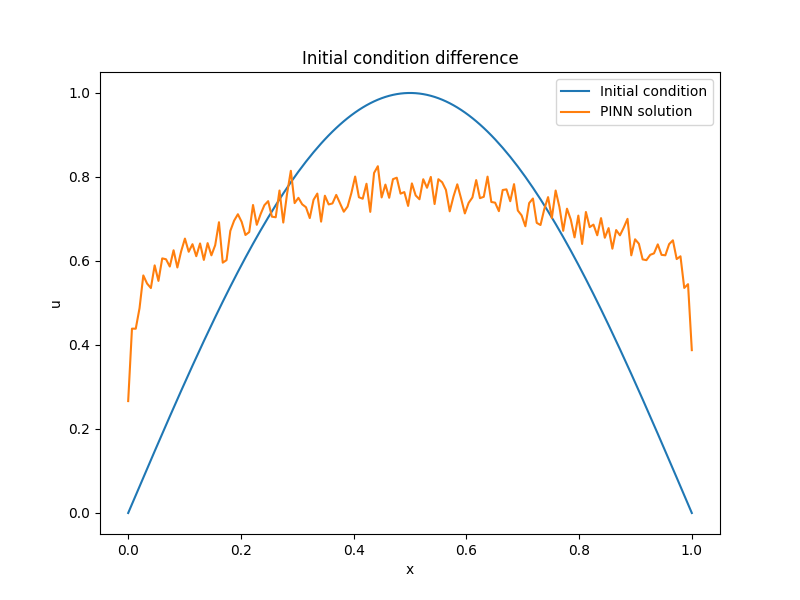 Initial condition difference
Initial condition
PINN solution
1.0
0.8
0.6
0.4
0.2
0.0
u
0.0 0.2 0.4 0.6 0.8 1.0
x